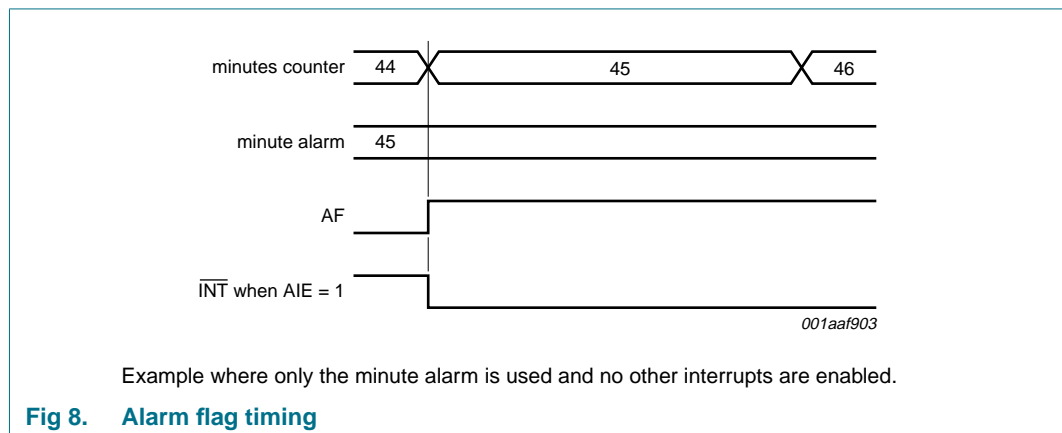 minutes counter 44 45 46
minute alarm 45
AF
INT when AIE = 1
001aaf903
Example where only the minute alarm is used and no other interrupts are enabled.
Fig 8. Alarm flag timing